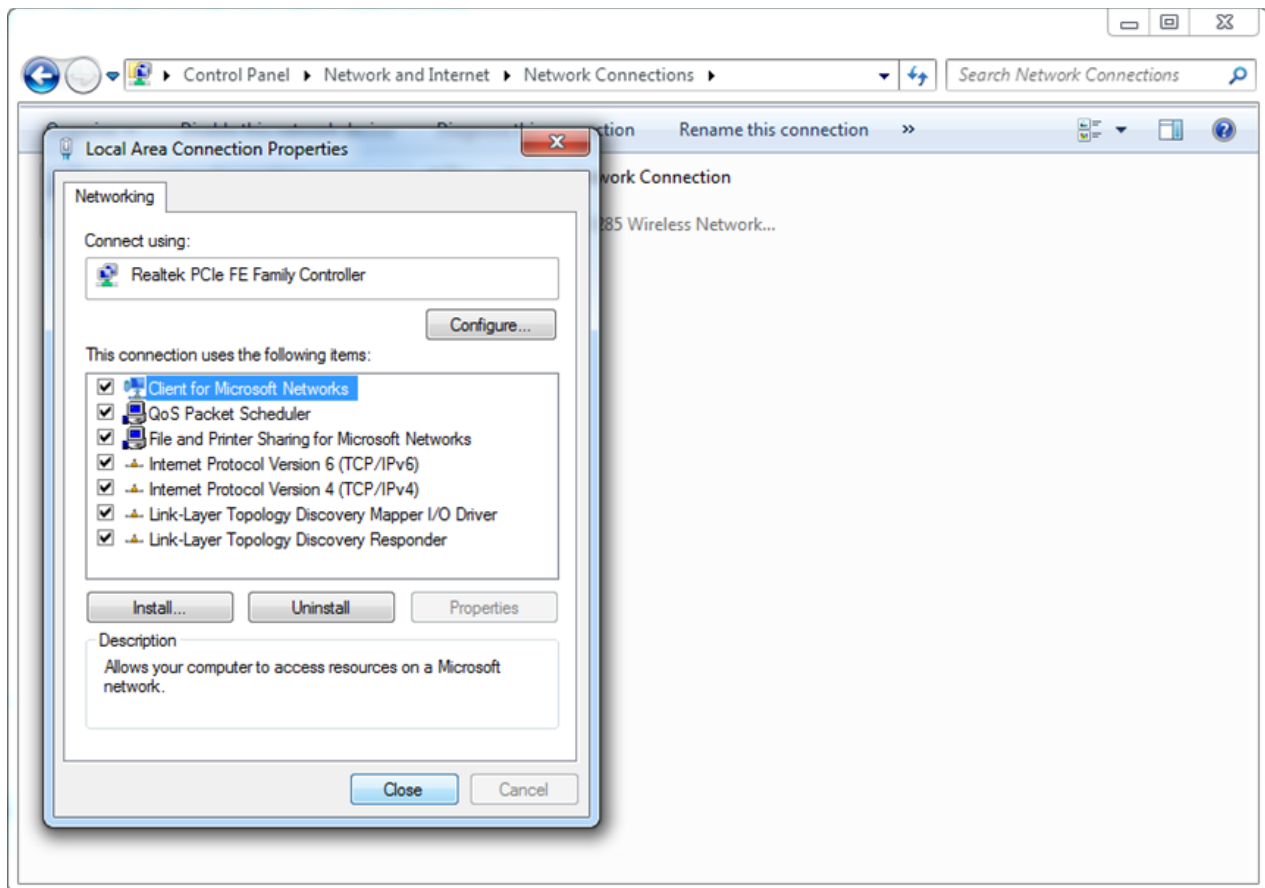 Control Panel Network and Internet Network Connections
Search Network Connections
Rename this connection »
Local Area Connection Properties
work Connection
285 Wireless Network...
Networking
Connect using:
Realtek PCIe FE Family Controller
Configure...
This connection uses the following items:
Client for Microsoft Networks
QoS Packet Scheduler
File and Printer Sharing for Microsoft Networks
Internet Protocol Version 6 (TCP/IPv6)
Internet Protocol Version 4 (TCP/IPv4)
Link-Layer Topology Discovery Mapper I/O Driver
Link-Layer Topology Discovery Responder
Install... Uninstall Properties
Description
Allows your computer to access resources on a Microsoft
network.
Close Cancel